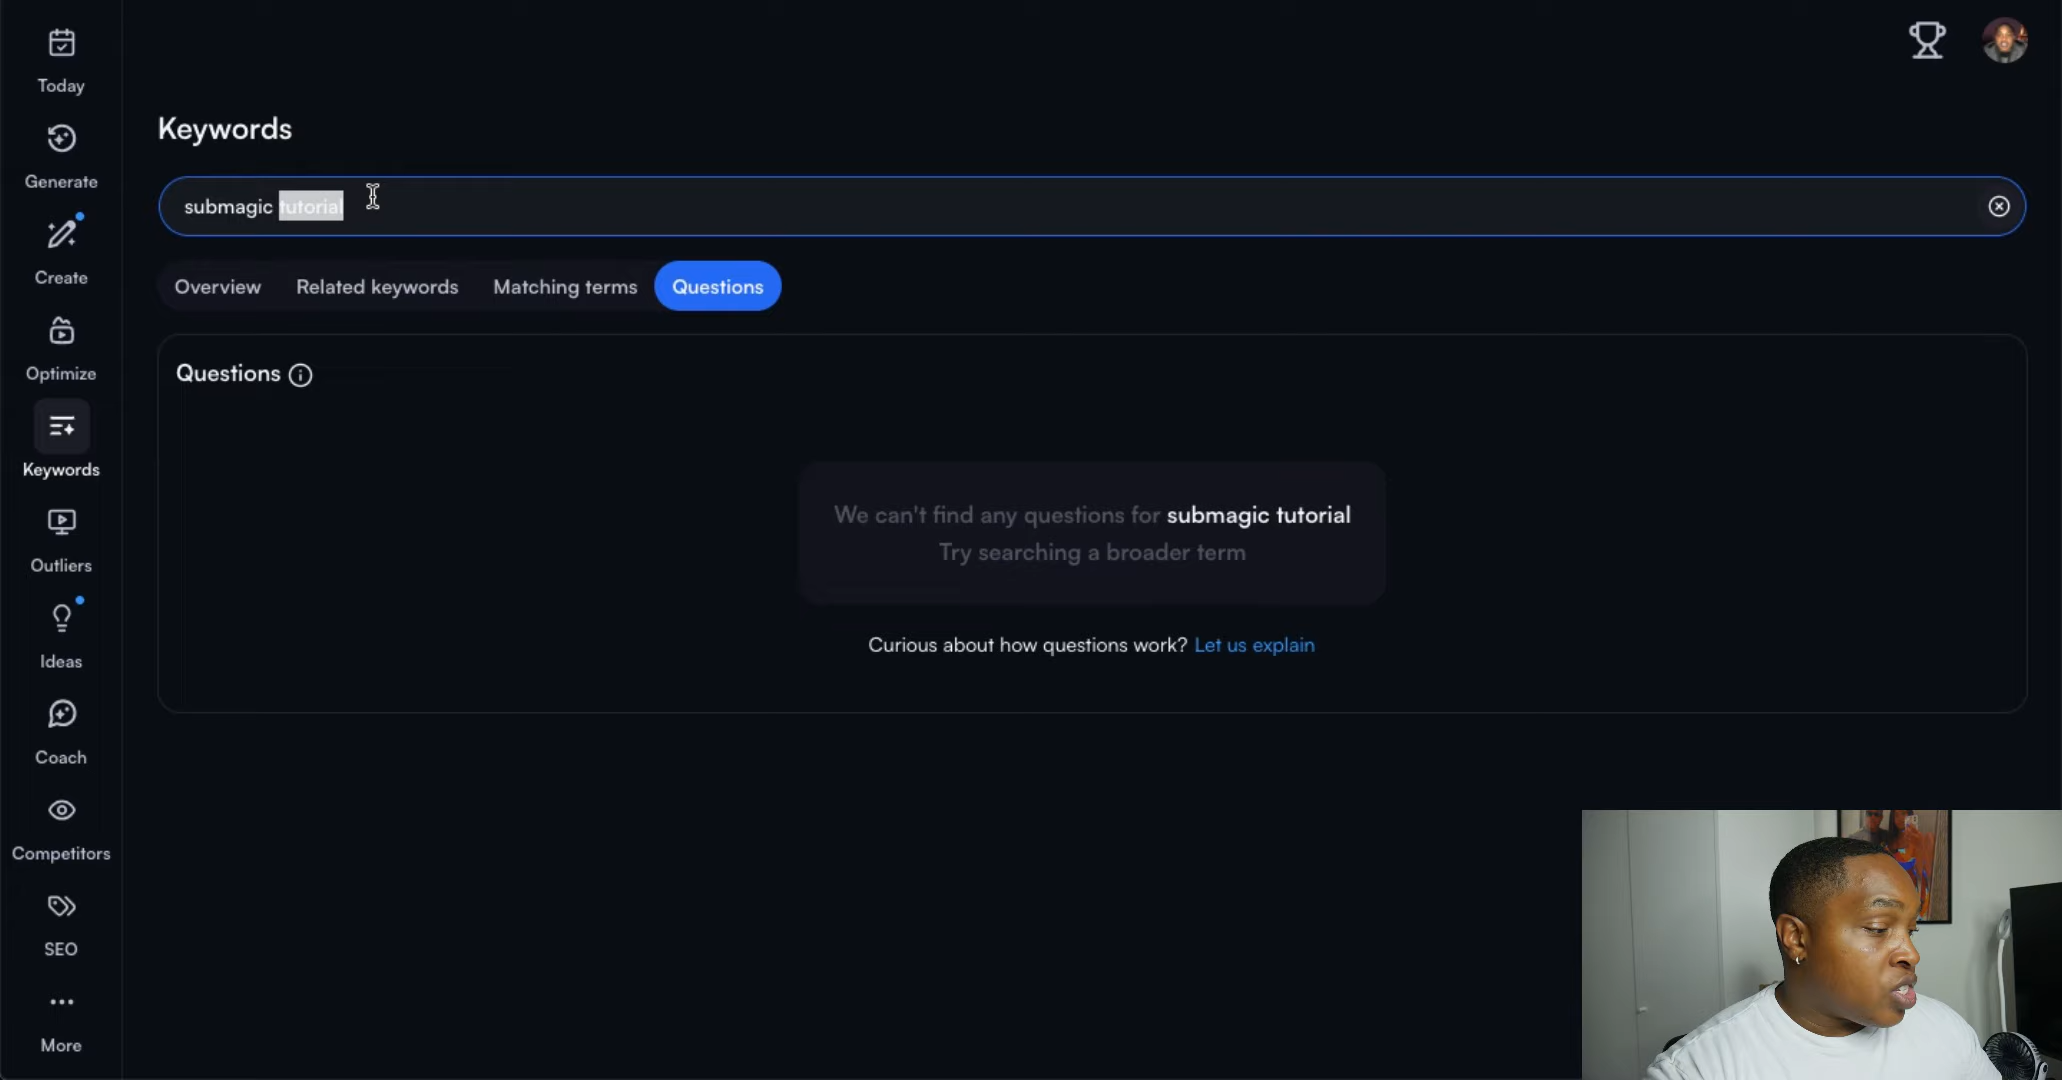 Today
Generate
Create
Optimize
Keywords
Outliers
Ideas
Coach
Competitors
SEO
More
Keywords
submagic tutorial
Overview Related keywords Matching terms Questions
Questions
We can't find any questions for submagic tutorial
Try searching a broader term
Curious about how questions work? Let us explain